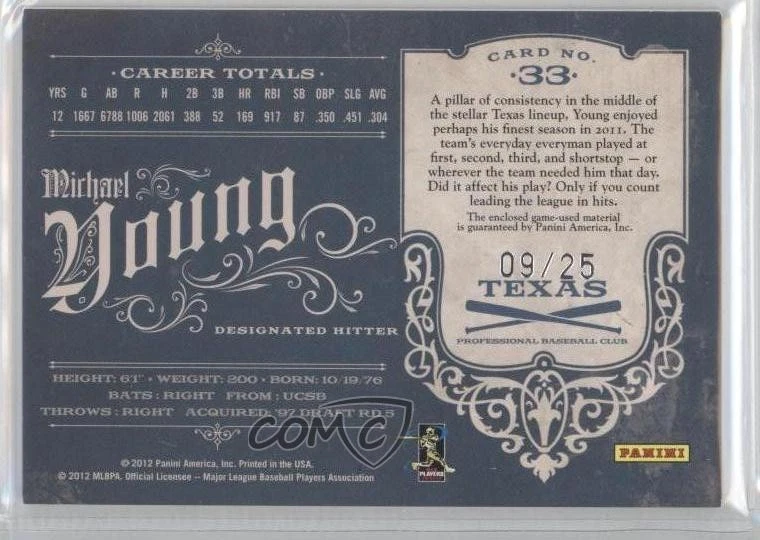 · CAREER TOTALS ·
YRS G AB R H 2B 3B HR RBI SB OBP SLG AVG
12 1667 6788 1006 2061 388 52 169 917 87 .350 .451 .304
Michael
Young
DESIGNATED HITTER
HEIGHT: 6'1" • WEIGHT: 200 • BORN: 10/19/76
BATS: RIGHT FROM: UCSB
THROWS: RIGHT ACQUIRED: '97 DRAFT RD 5
© 2012 Panini America, Inc. Printed in the USA.
© 2012 MLBPA. Official Licensee -- Major League Baseball Players Association
CARD NO.
·33·
A pillar of consistency in the middle of
the stellar Texas lineup, Young enjoyed
perhaps his finest season in 2011. The
team's everyday everyman played at
first, second, third, and shortstop — or
wherever the team needed him that day.
Did it affect his play? Only if you count
leading the league in hits.
The enclosed game-used material
is guaranteed by Panini America, Inc.
09/25
TEXAS
PROFESSIONAL BASEBALL CLUB
COMC
PLAYERS
PANINI